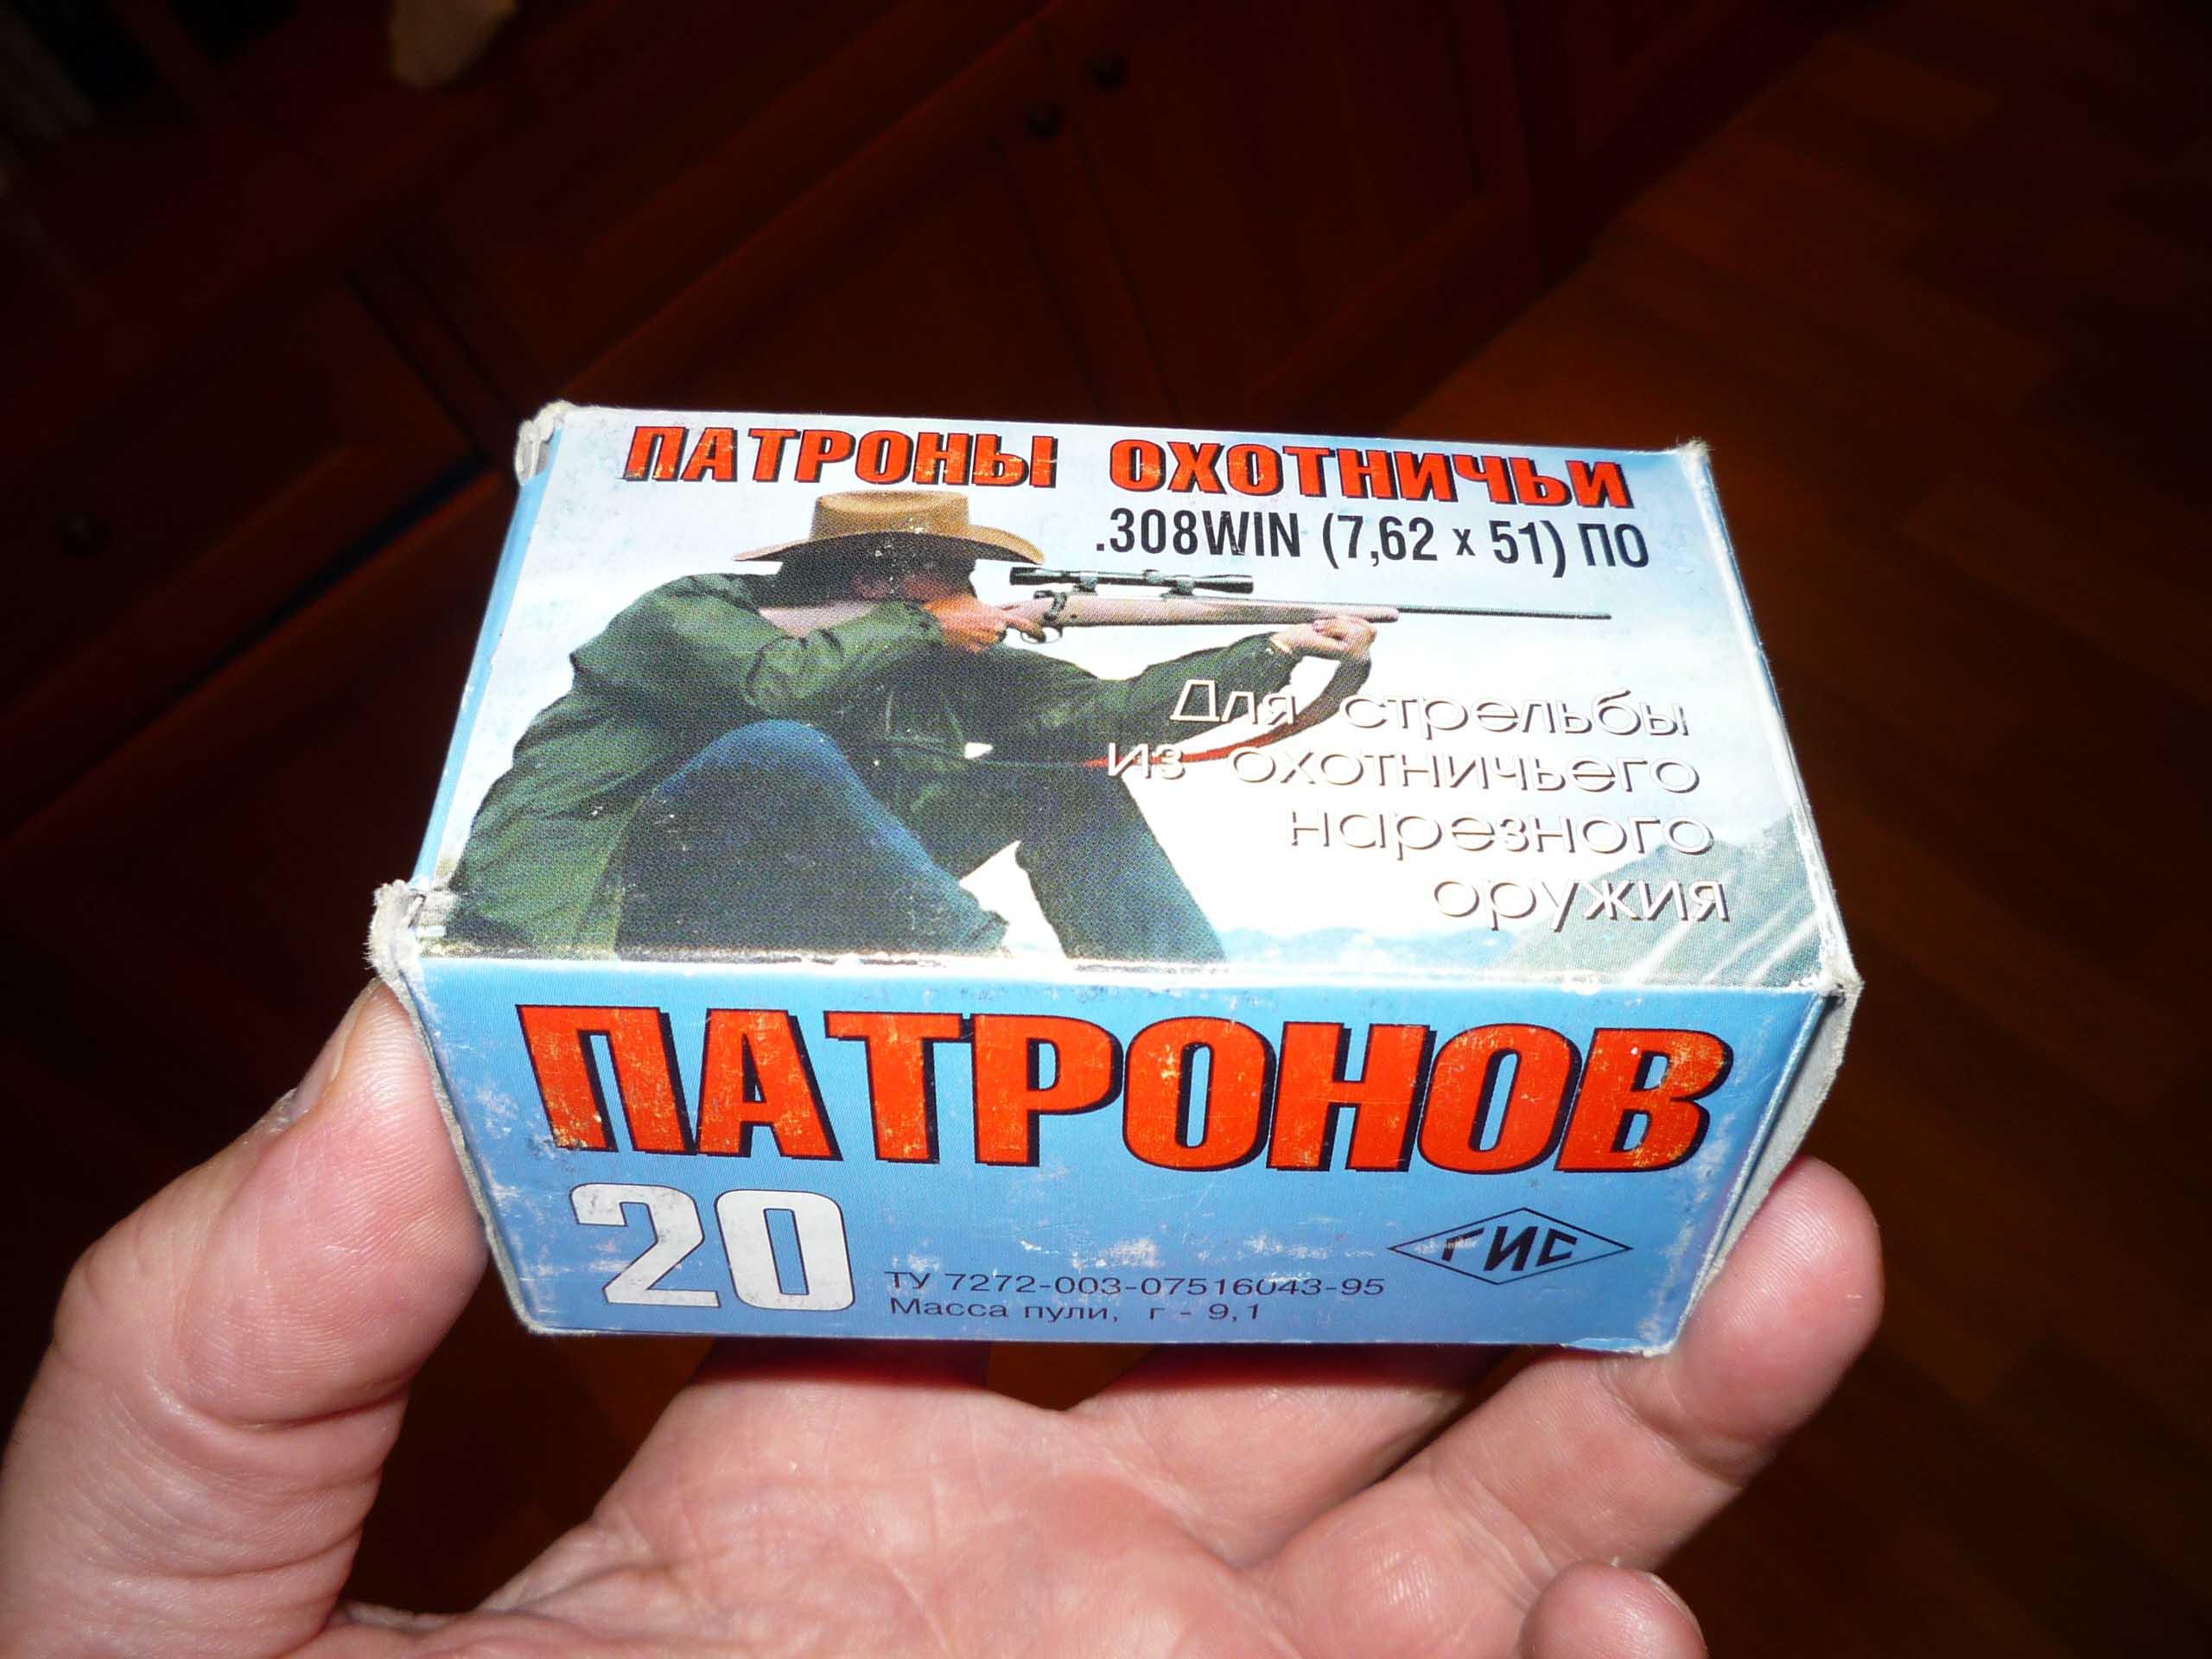 ПАТРОНЫ ОХОТНИЧЬИ
.308WIN (7,62 x 51) ПО
Для стрельбы
из охотничьего
нарезного
оружия
ПАТРОНОВ
20
ТУ 7272-003-07516043-95
Масса пули, г - 9,1
ГИС